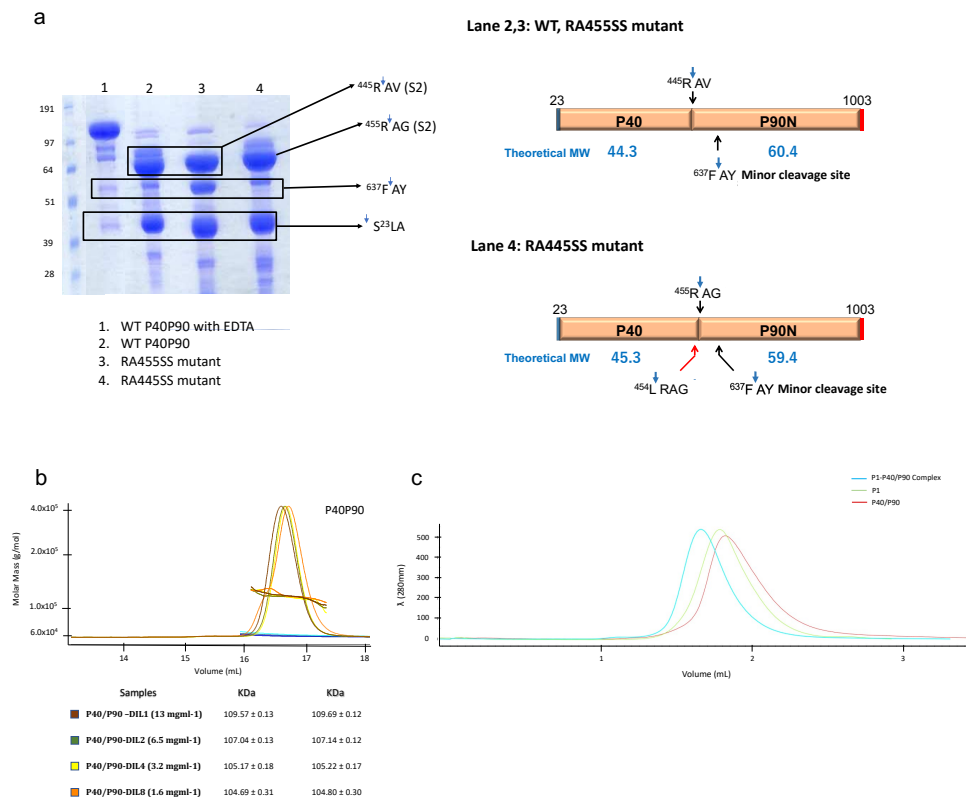 a
Lane 2,3: WT, RA455SS mutant
1 2 3 4
191
97
64
51
39
28
445R AV (S2)
455R AG (S2)
637F AY
S23LA
445R AV
23 1003
P40 P90N
Theoretical MW 44.3 60.4
637F AY Minor cleavage site
Lane 4: RA445SS mutant
455R AG
23 1003
P40 P90N
Theoretical MW 45.3 59.4
454L RAG 637F AY Minor cleavage site
1. WT P40P90 with EDTA
2. WT P40P90
3. RA455SS mutant
4. RA445SS mutant
b
P40P90
Molar Mass (g/mol)
4.0x10⁵
2.0x10⁵
1.0x10⁵
6.0x10⁴
14 15 16 17 18
Volume (mL)
Samples KDa KDa
P40/P90 –DIL1 (13 mgml-1) 109.57 ± 0.13 109.69 ± 0.12
P40/P90-DIL2 (6.5 mgml-1) 107.04 ± 0.13 107.14 ± 0.12
P40/P90-DIL4 (3.2 mgml-1) 105.17 ± 0.18 105.22 ± 0.17
P40/P90-DIL8 (1.6 mgml-1) 104.69 ± 0.31 104.80 ± 0.30
c
P1-P40/P90 Complex
P1
P40/P90
λ (280mm)
500
400
300
200
100
0
1 2 3
Volume (mL)